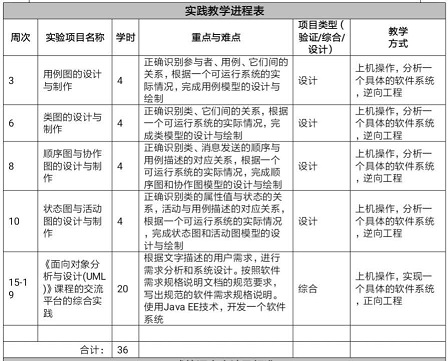 实践教学进程表
周次
实验项目名称
学时
重点与难点
项目类型（
验证/综合/
设计）
教学
方式
3
用例图的设计
与制作
4
正确识别参与者、用例、它们间的
关系，根据一个可运行系统的实
际情况，完成用例模型的设计与
绘制
设计
上机操作，分析一
个具体的软件系统
，逆向工程
6
类图的设计与
制作
4
正确识别类、它们间的关系，根据
一个可运行系统的实际情况，完
成类模型的设计与绘制
设计
上机操作，分析一
个具体的软件系统
，逆向工程
8
顺序图与协作
图的设计与制
作
4
正确识别类、消息发送的顺序与
用例描述的对应关系，根据一个
可运行系统的实际情况，完成顺
序图和协作图模型的设计与绘制
设计
上机操作，分析一
个具体的软件系统
，逆向工程
10
状态图与活动
图的设计与制
作
4
正确识别类的属性值与状态的关
系，活动与用例描述的对应关系，
根据一个可运行系统的实际情况
，完成状态图和活动图模型的设
计与绘制
设计
上机操作，分析一
个具体的软件系统
，逆向工程
15-1
9
《面向对象分
析与设计(UML
)》课程的交流
平台的综合实
践
20
根据文字描述的用户需求，进行
需求分析和系统设计。按照软件
需求规格说明文档的规范要求，
写出规范的软件需求规格说明。
使用Java EE技术，开发一个软件
系统
综合
上机操作，实现一
个具体的软件系统
，正向工程
合计：
36